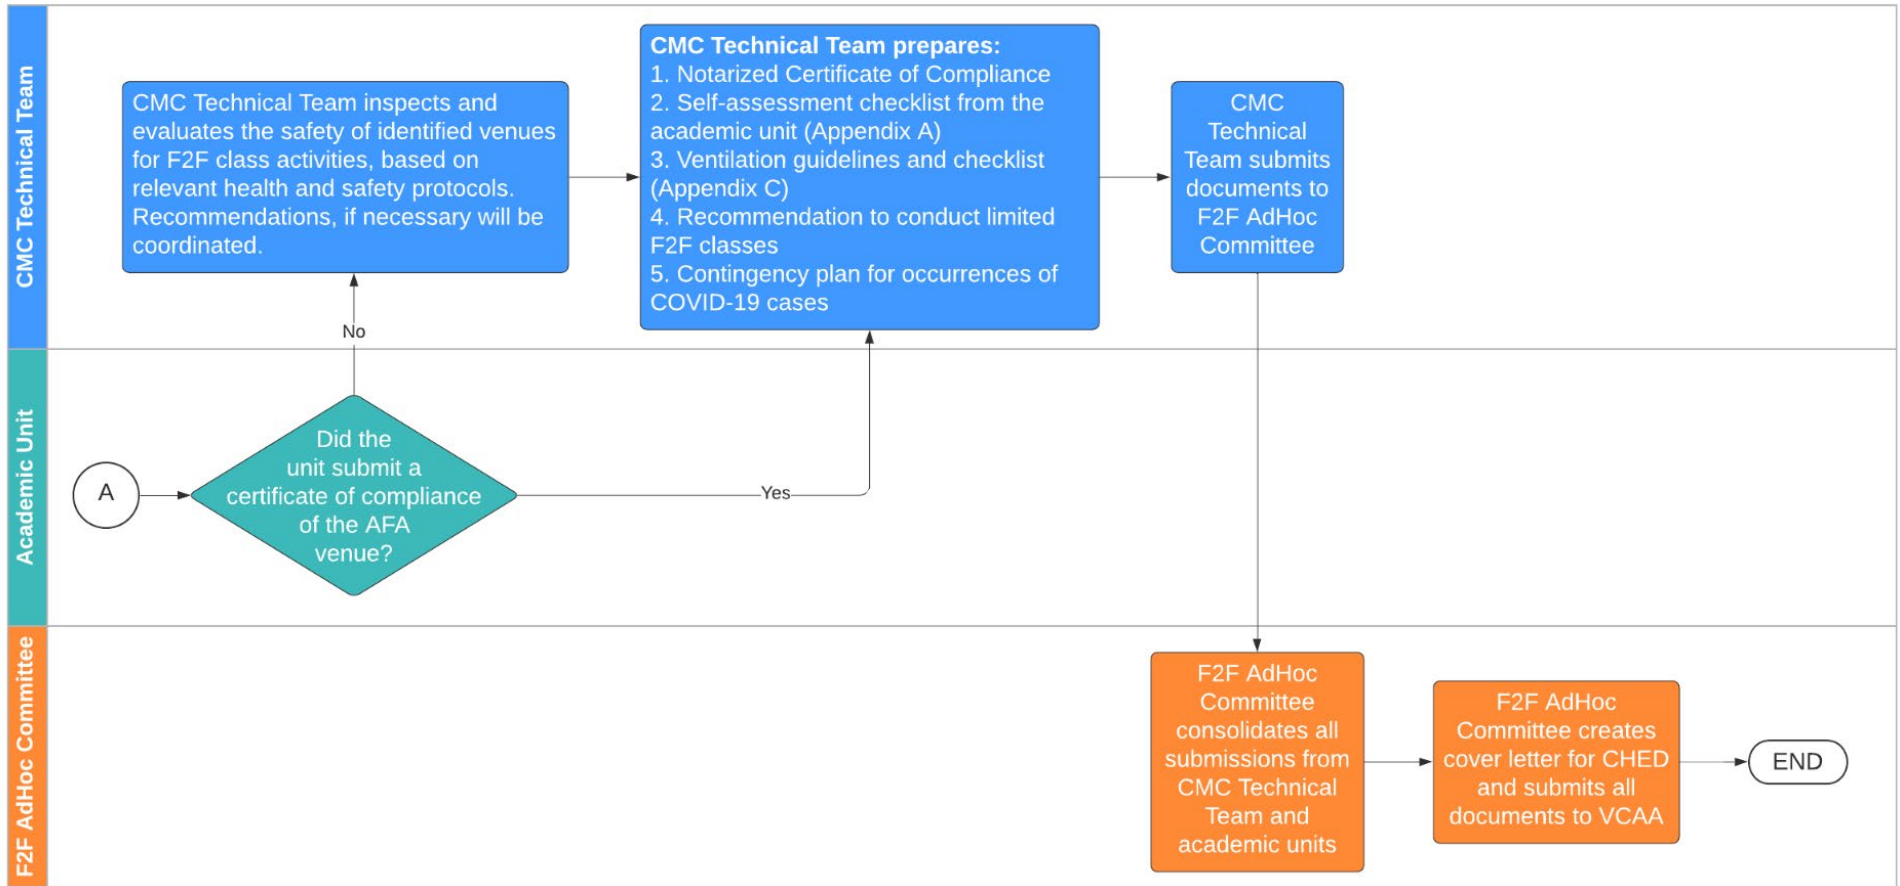 CMC Technical Team
CMC Technical Team inspects and
evaluates the safety of identified venues
for F2F class activities, based on
relevant health and safety protocols.
Recommendations, if necessary will be
coordinated.
CMC Technical Team prepares:
1. Notarized Certificate of Compliance
2. Self-assessment checklist from the
academic unit (Appendix A)
3. Ventilation guidelines and checklist
(Appendix C)
4. Recommendation to conduct limited
F2F classes
5. Contingency plan for occurrences of
COVID-19 cases
CMC
Technical
Team submits
documents to
F2F AdHoc
Committee
No
Academic Unit
A
Did the
unit submit a
certificate of compliance
of the AFA
venue?
Yes
F2F AdHoc Committee
F2F AdHoc
Committee
consolidates all
submissions from
CMC Technical
Team and
academic units
F2F AdHoc
Committee creates
cover letter for CHED
and submits all
documents to VCAA
END